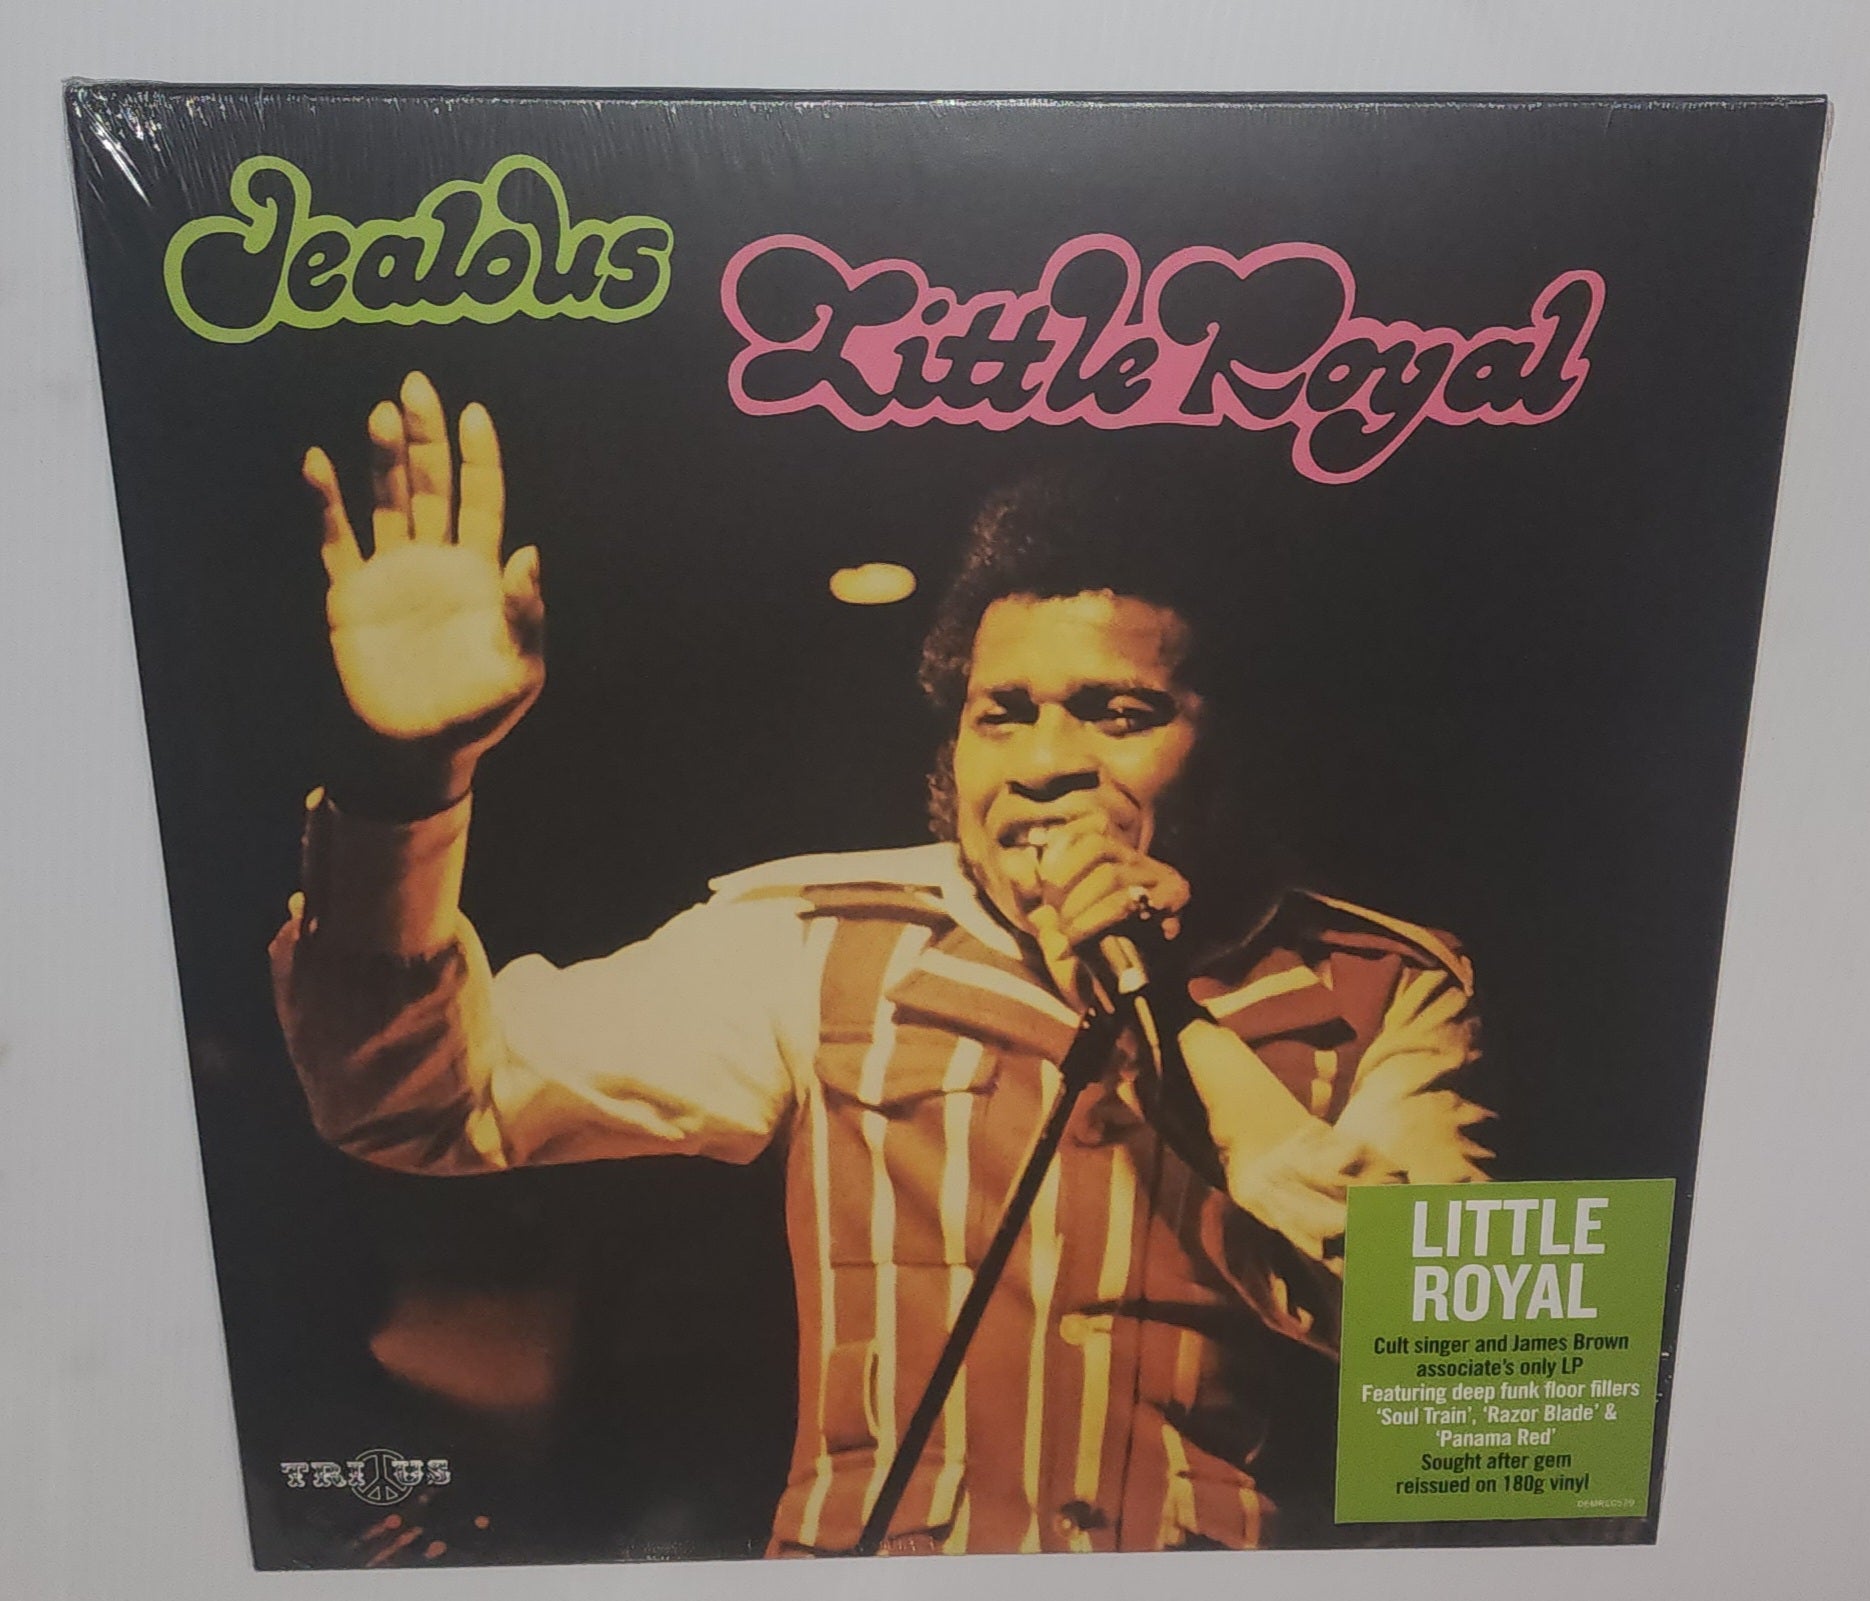 Jealous
Little Royal
LITTLE
ROYAL
Cult singer and James Brown
associate's only LP
Featuring deep funk floor fillers
'Soul Train', 'Razor Blade' &
'Panama Red'
Sought after gem
reissued on 180g vinyl
TRI US